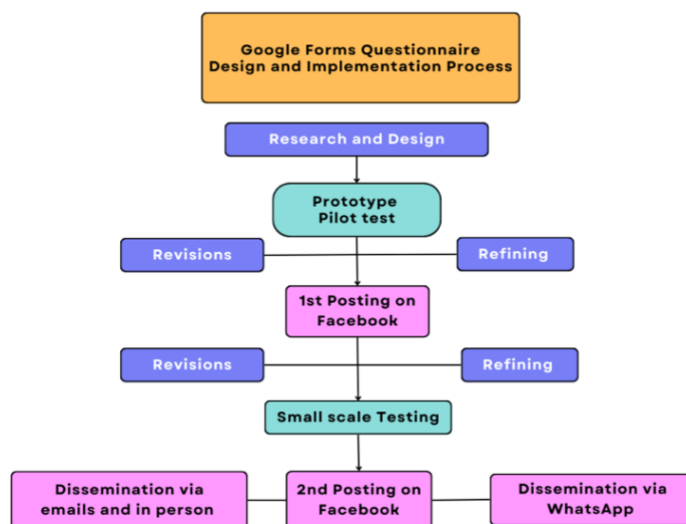 Google Forms Questionnaire
Design and Implementation Process
Research and Design
Prototype
Pilot test
Revisions
Refining
1st Posting on
Facebook
Revisions
Refining
Small scale Testing
Dissemination via
emails and in person
2nd Posting on
Facebook
Dissemination via
WhatsApp